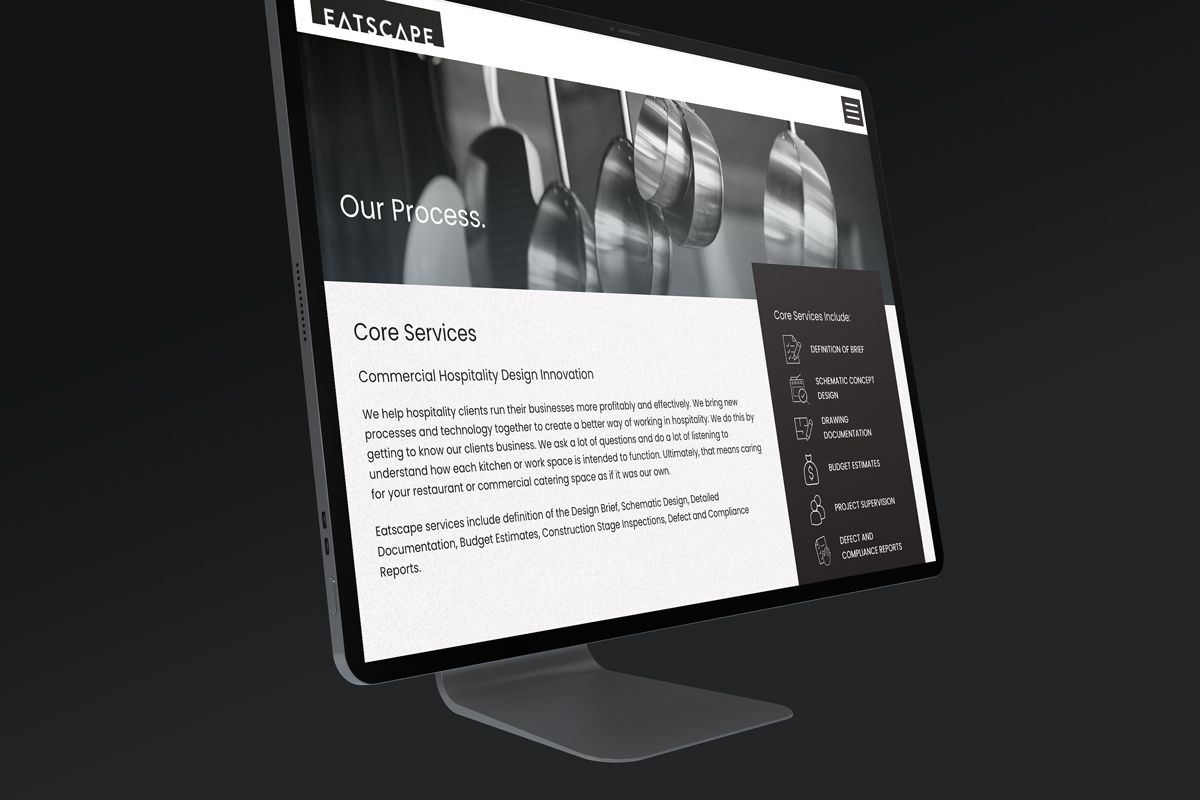 EATSCAPE
Our Process.
Core Services
Commercial Hospitality Design Innovation
We help hospitality clients run their businesses more profitably and effectively. We bring new
processes and technology together to create a better way of working in hospitality. We do this by
getting to know our clients business. We ask a lot of questions and do a lot of listening to
understand how each kitchen or work space is intended to function. Ultimately, that means caring
for your restaurant or commercial catering space as if it was our own.
Eatscape services include definition of the Design Brief, Schematic Design, Detailed
Documentation, Budget Estimates, Construction Stage Inspections, Defect and Compliance
Reports.
Core Services Include:
DEFINITION OF BRIEF
SCHEMATIC CONCEPT
DESIGN
DRAWING
DOCUMENTATION
BUDGET ESTIMATES
PROJECT SUPERVISION
DEFECT AND
COMPLIANCE REPORTS